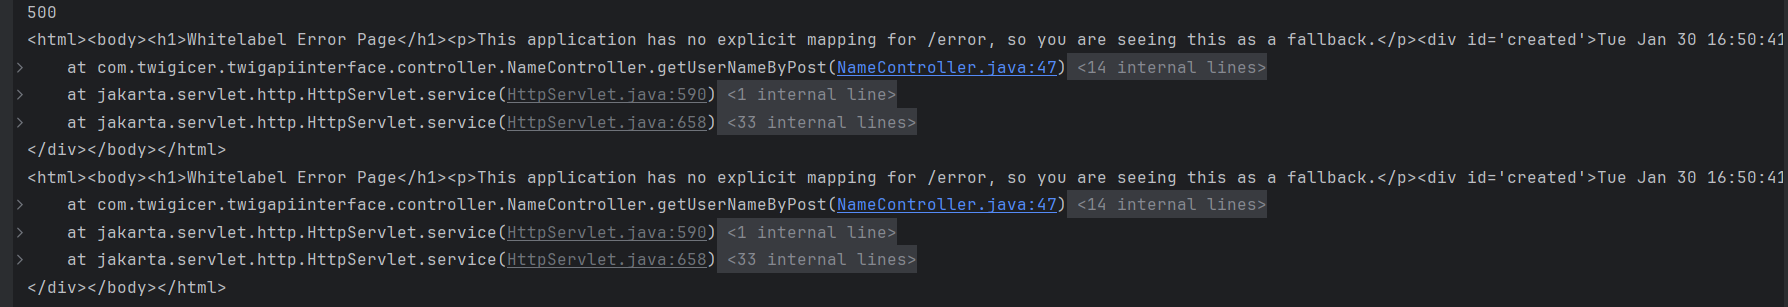 500
<html><body><h1>Whitelabel Error Page</h1><p>This application has no explicit mapping for /error, so you are seeing this as a fallback.</p><div id='created'>Tue Jan 30 16:50:41
at com.twigicer.twigapiinterface.controller.NameController.getUserNameByPost(NameController.java:47) <14 internal lines>
at jakarta.servlet.http.HttpServlet.service(HttpServlet.java:590) <1 internal line>
at jakarta.servlet.http.HttpServlet.service(HttpServlet.java:658) <33 internal lines>
</div></body></html>
<html><body><h1>Whitelabel Error Page</h1><p>This application has no explicit mapping for /error, so you are seeing this as a fallback.</p><div id='created'>Tue Jan 30 16:50:41
at com.twigicer.twigapiinterface.controller.NameController.getUserNameByPost(NameController.java:47) <14 internal lines>
at jakarta.servlet.http.HttpServlet.service(HttpServlet.java:590) <1 internal line>
at jakarta.servlet.http.HttpServlet.service(HttpServlet.java:658) <33 internal lines>
</div></body></html>